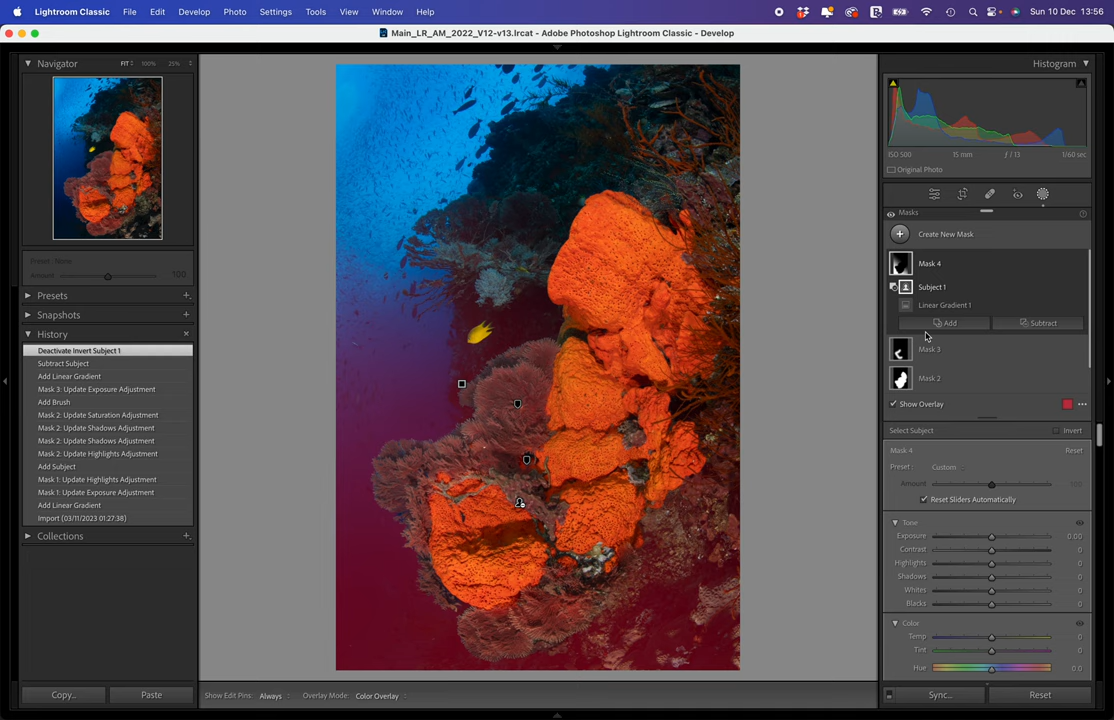 Lightroom Classic File Edit Develop Photo Settings Tools View Window Help Sun 10 Dec 13:56
Main_LR_AM_2022_V12-v13.lrcat - Adobe Photoshop Lightroom Classic - Develop
Navigator FIT 100% 25%
Preset : None
Amount 100
Presets
Snapshots
History
Deactivate Invert Subject 1
Subtract Subject
Add Linear Gradient
Mask 3: Update Exposure Adjustment
Add Brush
Mask 2: Update Saturation Adjustment
Mask 2: Update Shadows Adjustment
Mask 2: Update Shadows Adjustment
Mask 2: Update Highlights Adjustment
Add Subject
Mask 1: Update Highlights Adjustment
Mask 1: Update Exposure Adjustment
Add Linear Gradient
Import (03/11/2023 01:27:38)
Collections
Copy... Paste
Show Edit Pins: Always Overlay Mode: Color Overlay
Histogram
ISO 500 15 mm ƒ / 13 1/60 sec
Original Photo
Masks
Create New Mask
Mask 4
Subject 1
Linear Gradient 1
Add Subtract
Mask 3
Mask 2
Show Overlay
Select Subject Invert
Mask 4 Reset
Preset : Custom
Amount 100
Reset Sliders Automatically
Tone
Exposure 0.00
Contrast 0
Highlights 0
Shadows 0
Whites 0
Blacks 0
Color
Temp 0
Tint 0
Hue 0.0
Sync... Reset